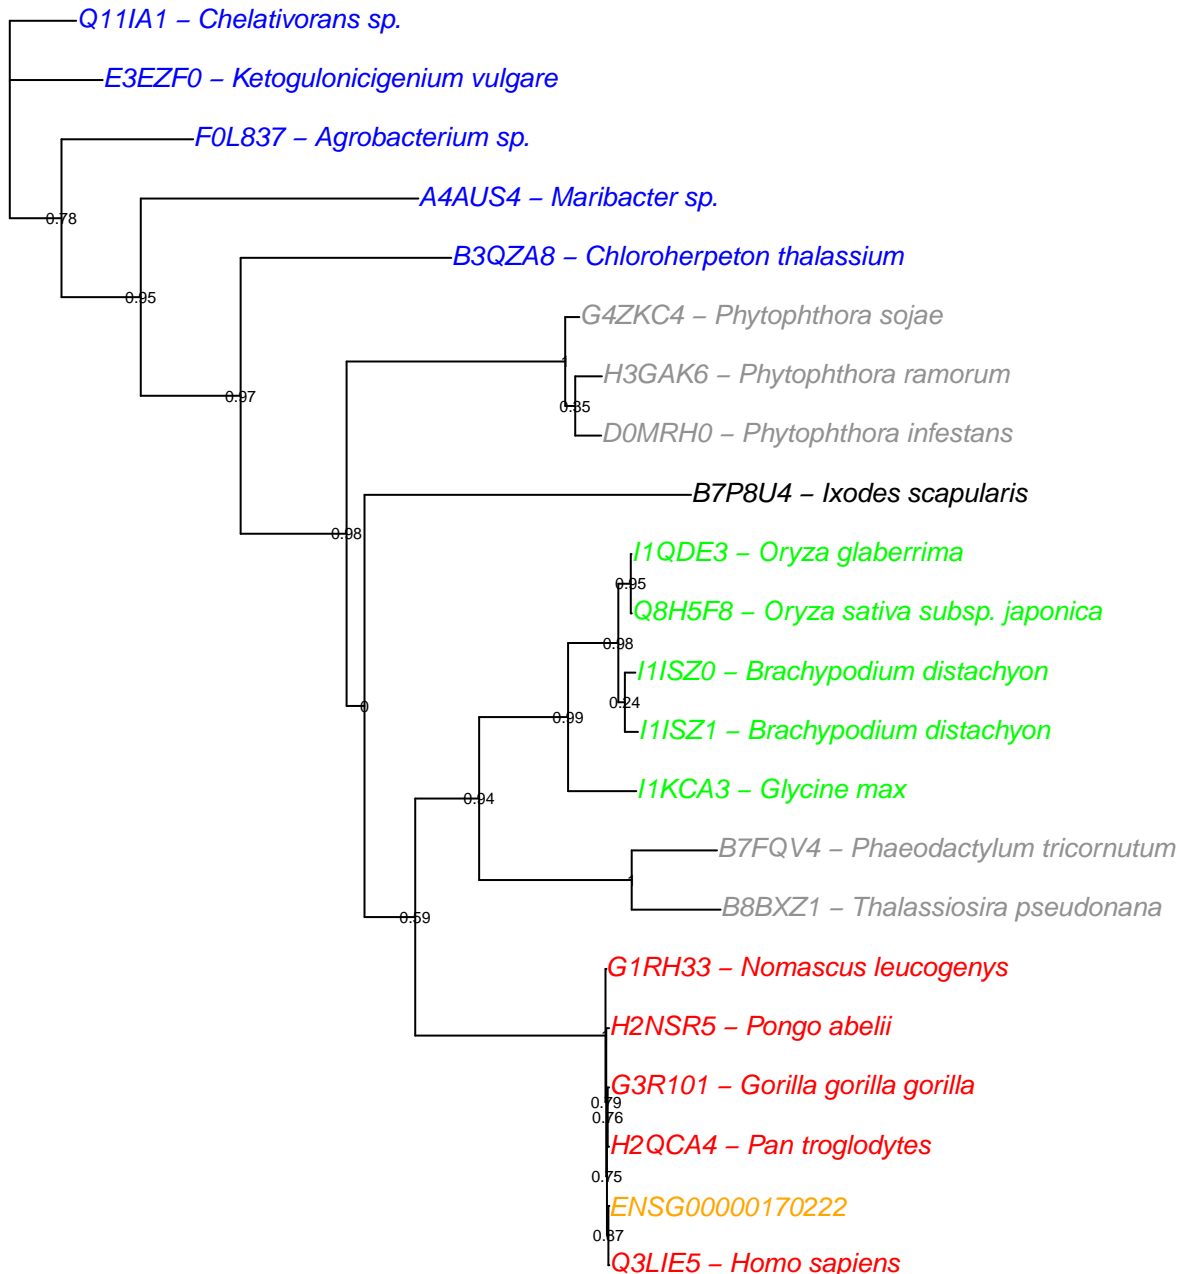 Q11IA1 – Chelativorans sp.
E3EZF0 – Ketogulonicigenium vulgare
F0L837 – Agrobacterium sp.
A4AUS4 – Maribacter sp.
0.78
B3QZA8 – Chloroherpeton thalassium
0.95
G4ZKC4 – Phytophthora sojae
1
H3GAK6 – Phytophthora ramorum
0.97
0.35
D0MRH0 – Phytophthora infestans
B7P8U4 – Ixodes scapularis
0.98
I1QDE3 – Oryza glaberrima
0.95
Q8H5F8 – Oryza sativa subsp. japonica
0.98
I1ISZ0 – Brachypodium distachyon
0.24
0
0.99
I1ISZ1 – Brachypodium distachyon
I1KCA3 – Glycine max
0.94
B7FQV4 – Phaeodactylum tricornutum
1
B8BXZ1 – Thalassiosira pseudonana
0.59
G1RH33 – Nomascus leucogenys
H2NSR5 – Pongo abelii
G3R101 – Gorilla gorilla gorilla
0.79
0.76
H2QCA4 – Pan troglodytes
0.75
ENSG00000170222
0.87
Q3LIE5 – Homo sapiens